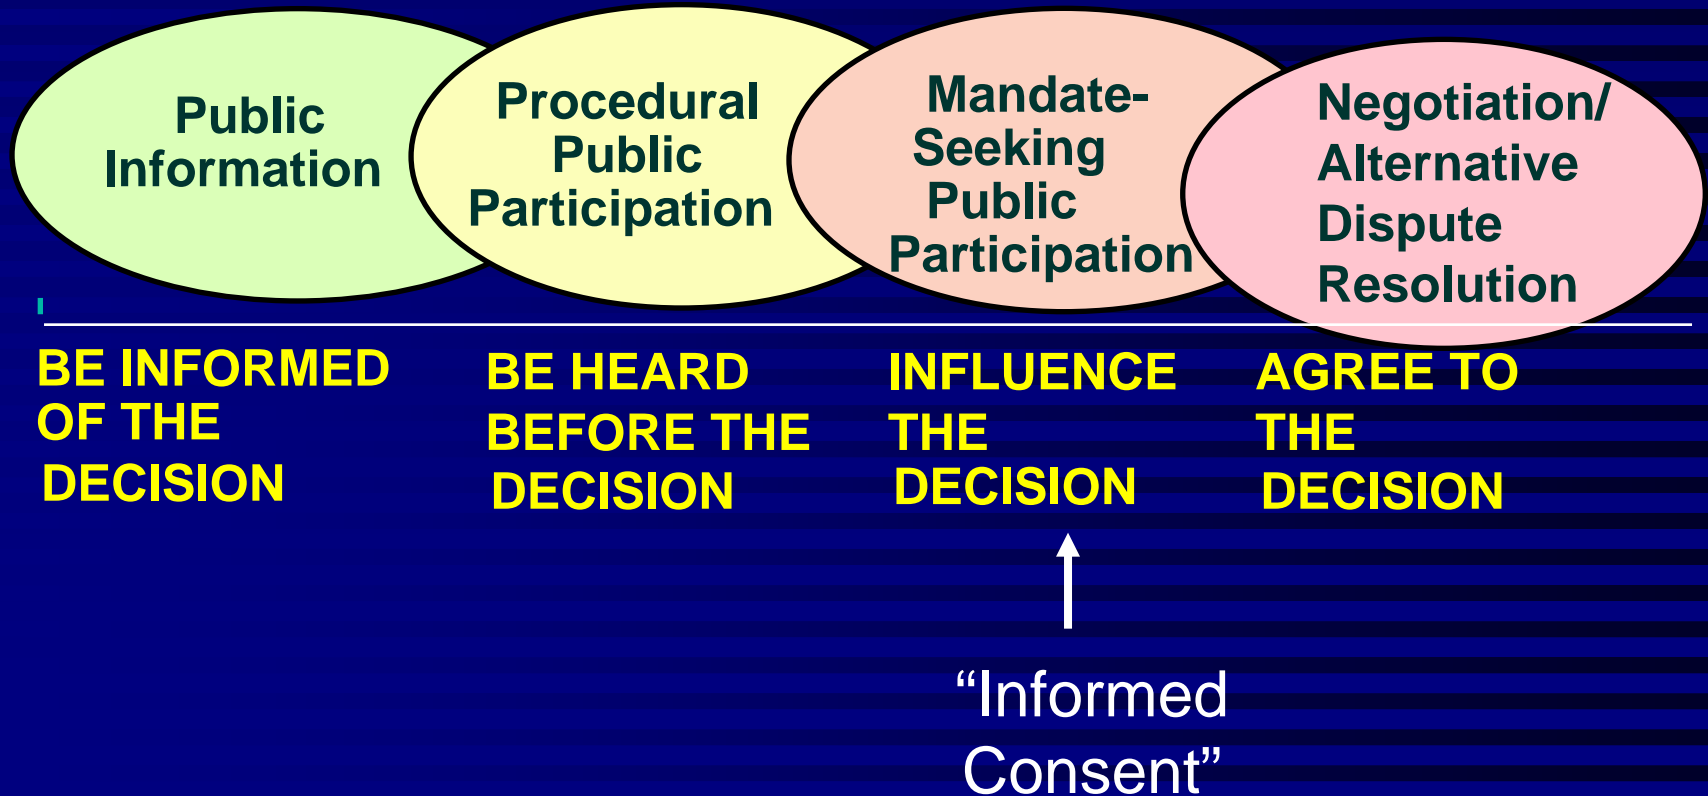 Public
Information
Procedural
Public
Participation
Mandate-
Seeking
Public
Participation
Negotiation/
Alternative
Dispute
Resolution
BE INFORMED
OF THE
DECISION
BE HEARD
BEFORE THE
DECISION
INFLUENCE
THE
DECISION
AGREE TO
THE
DECISION
“Informed
Consent”